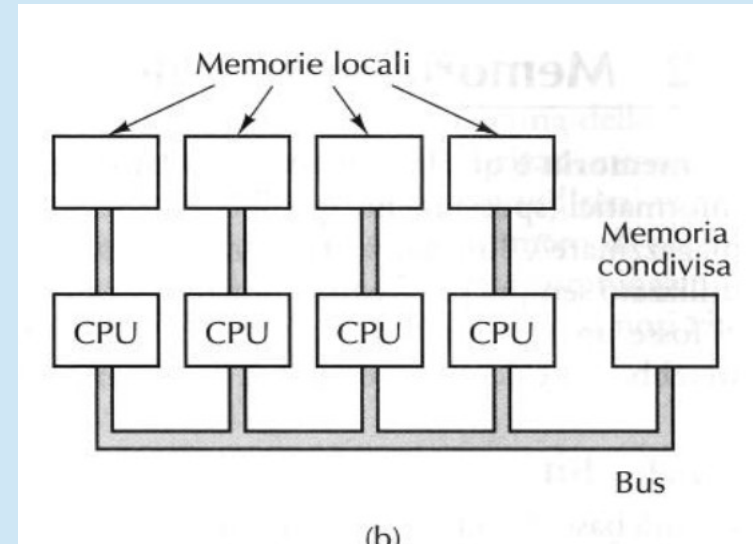 Memorie locali
Memoria
condivisa
CPU
CPU
CPU
CPU
Bus
(b)